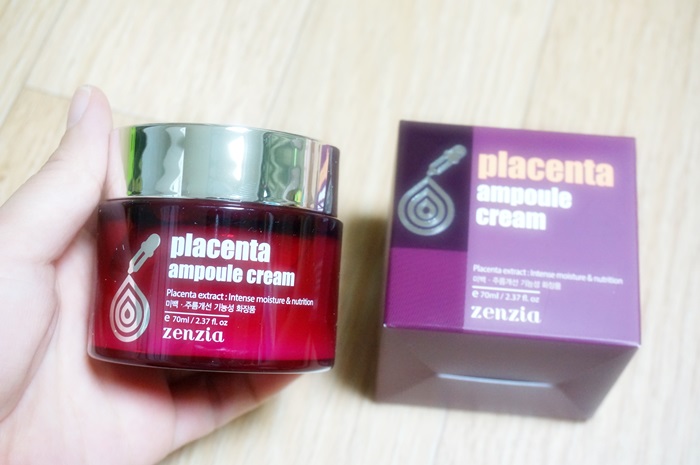 placenta
ampoule cream
Placenta extract : Intense moisture & nutrition
미백 · 주름개선 기능성 화장품
e 70ml / 2.37 fl. oz
zenzia
placenta
ampoule
cream
Placenta extract : Intense moisture & nutrition
미백 · 주름개선 기능성 화장품
e 70ml / 2.37 fl. oz
zenzia